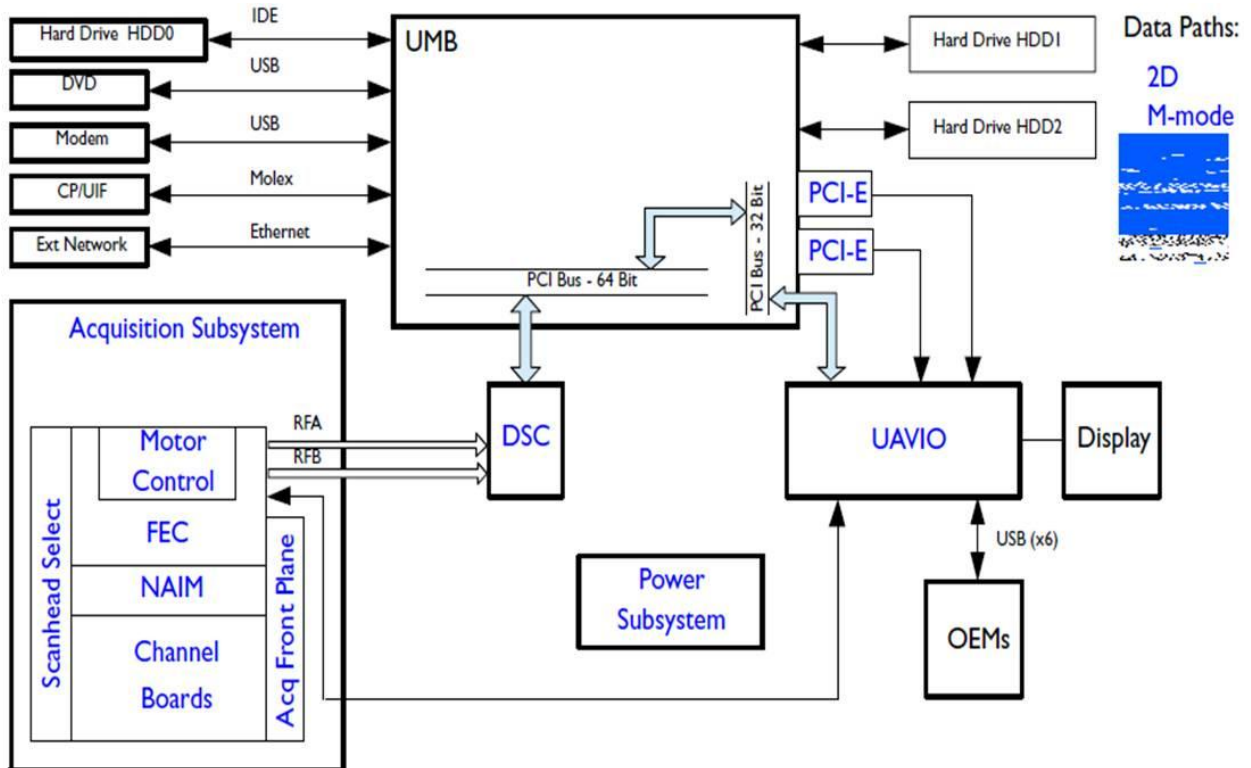 IDE
Hard Drive HDD0
USB
DVD
USB
Modem
Molex
CP/UIF
Ethernet
Ext Network
UMB
PCI Bus - 64 Bit
PCI Bus - 32 Bit
PCI-E
PCI-E
Hard Drive HDD1
Hard Drive HDD2
Data Paths:
2D
M-mode
Acquisition Subsystem
Scanhead Select
Motor
Control
FEC
NAIM
Channel
Boards
Acq Front Plane
RFA
RFB
DSC
UAVIO
Display
USB (x6)
OEMs
Power
Subsystem